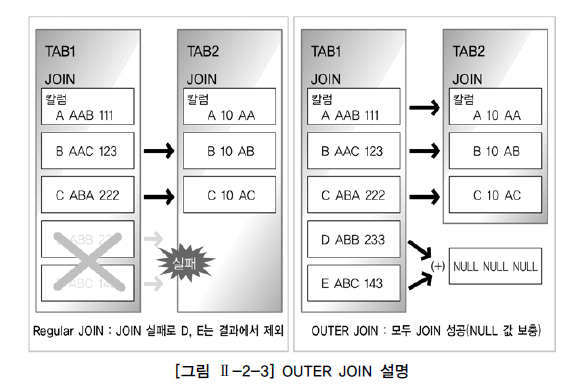 TAB1
JOIN
칼럼
A AAB 111
B AAC 123
C ABA 222
ABB 23
ABC 143
TAB2
JOIN
칼럼
A 10 AA
B 10 AB
C 10 AC
실패
Regular JOIN : JOIN 실패로 D, E는 결과에서 제외
TAB1
JOIN
칼럼
A AAB 111
B AAC 123
C ABA 222
D ABB 233
E ABC 143
TAB2
JOIN
칼럼
A 10 AA
B 10 AB
C 10 AC
(+) NULL NULL NULL
OUTER JOIN : 모두 JOIN 성공(NULL 값 보충)
[그림 Ⅱ-2-3] OUTER JOIN 설명